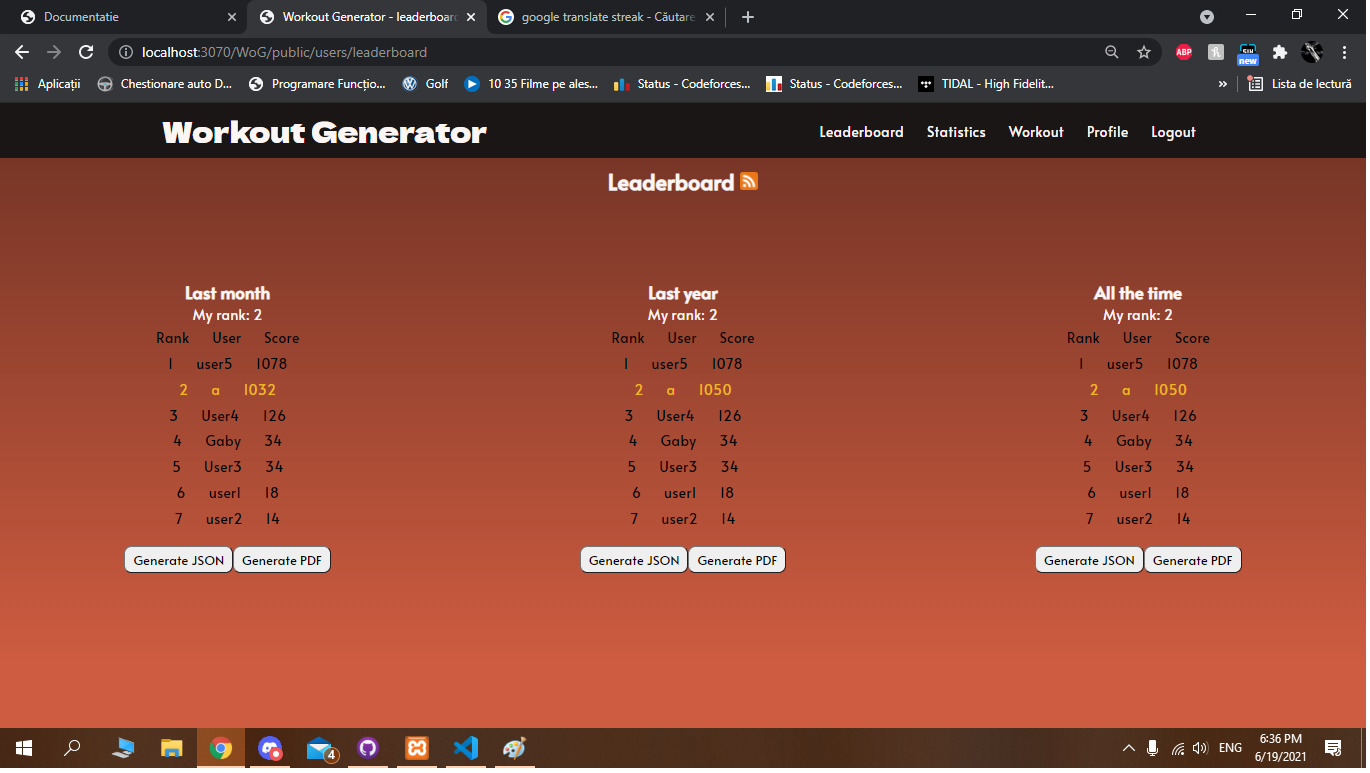 Documentatie
Workout Generator - leaderboard
google translate streak - Căutare
localhost:3070/WoG/public/users/leaderboard
ABP
new
Aplicații
Chestionare auto D...
Programare Funcțio...
Golf
10 35 Filme pe ales...
Status - Codeforces...
Status - Codeforces...
TIDAL - High Fidelit...
»
Lista de lectură
Workout Generator
Leaderboard Statistics Workout Profile Logout
Leaderboard
Last month
My rank: 2
Rank User Score
1 user5 1078
2 a 1032
3 User4 126
4 Gaby 34
5 User3 34
6 user1 18
7 user2 14
Generate JSON Generate PDF
Last year
My rank: 2
Rank User Score
1 user5 1078
2 a 1050
3 User4 126
4 Gaby 34
5 User3 34
6 user1 18
7 user2 14
Generate JSON Generate PDF
All the time
My rank: 2
Rank User Score
1 user5 1078
2 a 1050
3 User4 126
4 Gaby 34
5 User3 34
6 user1 18
7 user2 14
Generate JSON Generate PDF
4
ENG
6:36 PM
6/19/2021